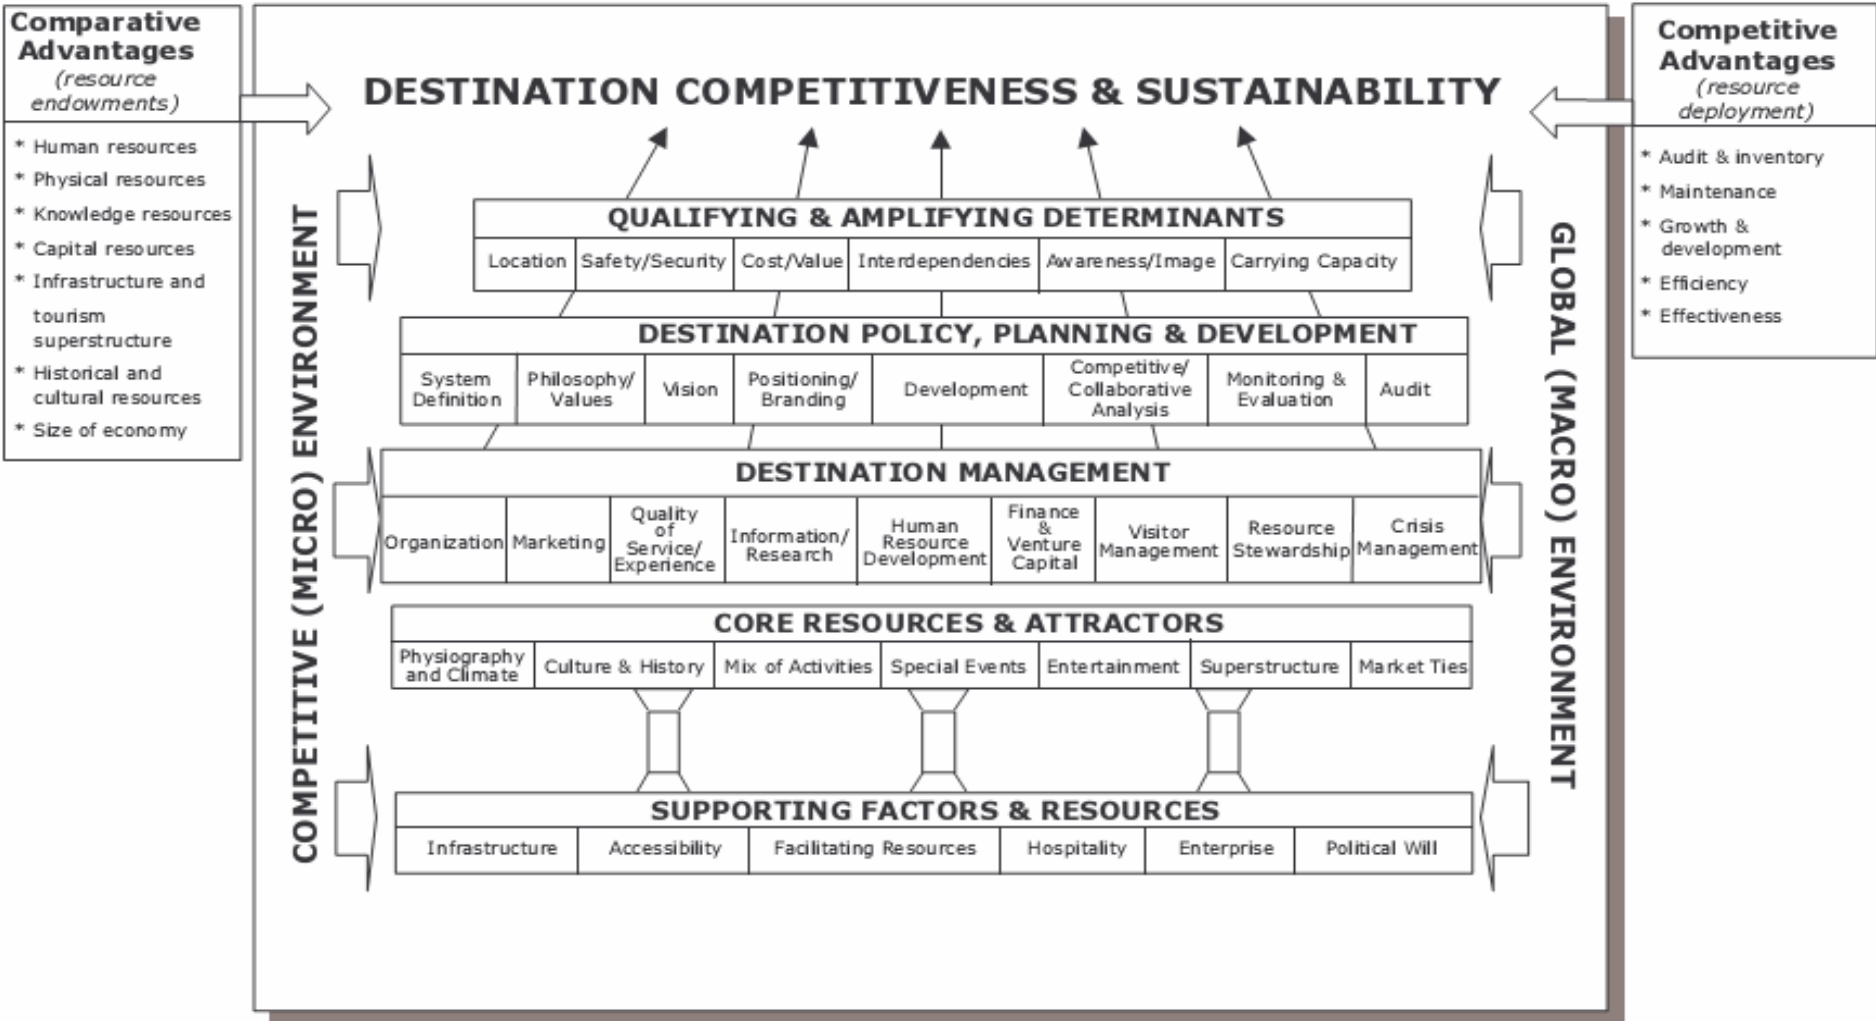 Comparative
Advantages
(resource
endowments)
* Human resources
* Physical resources
* Knowledge resources
* Capital resources
* Infrastructure and
tourism
superstructure
* Historical and
cultural resources
* Size of economy
COMPETITIVE (MICRO) ENVIRONMENT
DESTINATION COMPETITIVENESS & SUSTAINABILITY
QUALIFYING & AMPLIFYING DETERMINANTS
Location
Safety/Security
Cost/Value
Interdependencies
Awareness/Image
Carrying Capacity
DESTINATION POLICY, PLANNING & DEVELOPMENT
System
Definition
Philosophy/
Values
Vision
Positioning/
Branding
Development
Competitive/
Collaborative
Analysis
Monitoring &
Evaluation
Audit
DESTINATION MANAGEMENT
Organization
Marketing
Quality
of
Service/
Experience
Information/
Research
Human
Resource
Development
Finance
&
Venture
Capital
Visitor
Management
Resource
Stewardship
Crisis
Management
CORE RESOURCES & ATTRACTORS
Physiography
and Climate
Culture & History
Mix of Activities
Special Events
Entertainment
Superstructure
Market Ties
SUPPORTING FACTORS & RESOURCES
Infrastructure
Accessibility
Facilitating Resources
Hospitality
Enterprise
Political Will
GLOBAL (MACRO) ENVIRONMENT
Competitive
Advantages
(resource
deployment)
* Audit & inventory
* Maintenance
* Growth &
development
* Efficiency
* Effectiveness